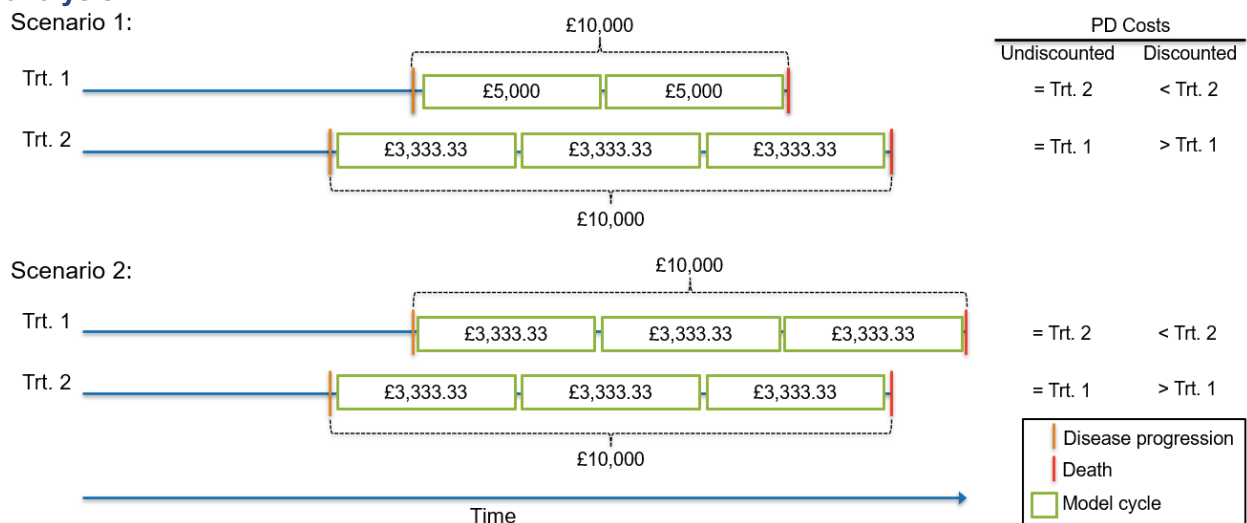 Scenario 1:
£10,000
PD Costs
Undiscounted Discounted
Trt. 1 £5,000 £5,000 = Trt. 2 < Trt. 2
Trt. 2 £3,333.33 £3,333.33 £3,333.33 = Trt. 1 > Trt. 1
£10,000
Scenario 2:
£10,000
Trt. 1 £3,333.33 £3,333.33 £3,333.33 = Trt. 2 < Trt. 2
Trt. 2 £3,333.33 £3,333.33 £3,333.33 = Trt. 1 > Trt. 1
£10,000
Disease progression
Death
Model cycle
Time